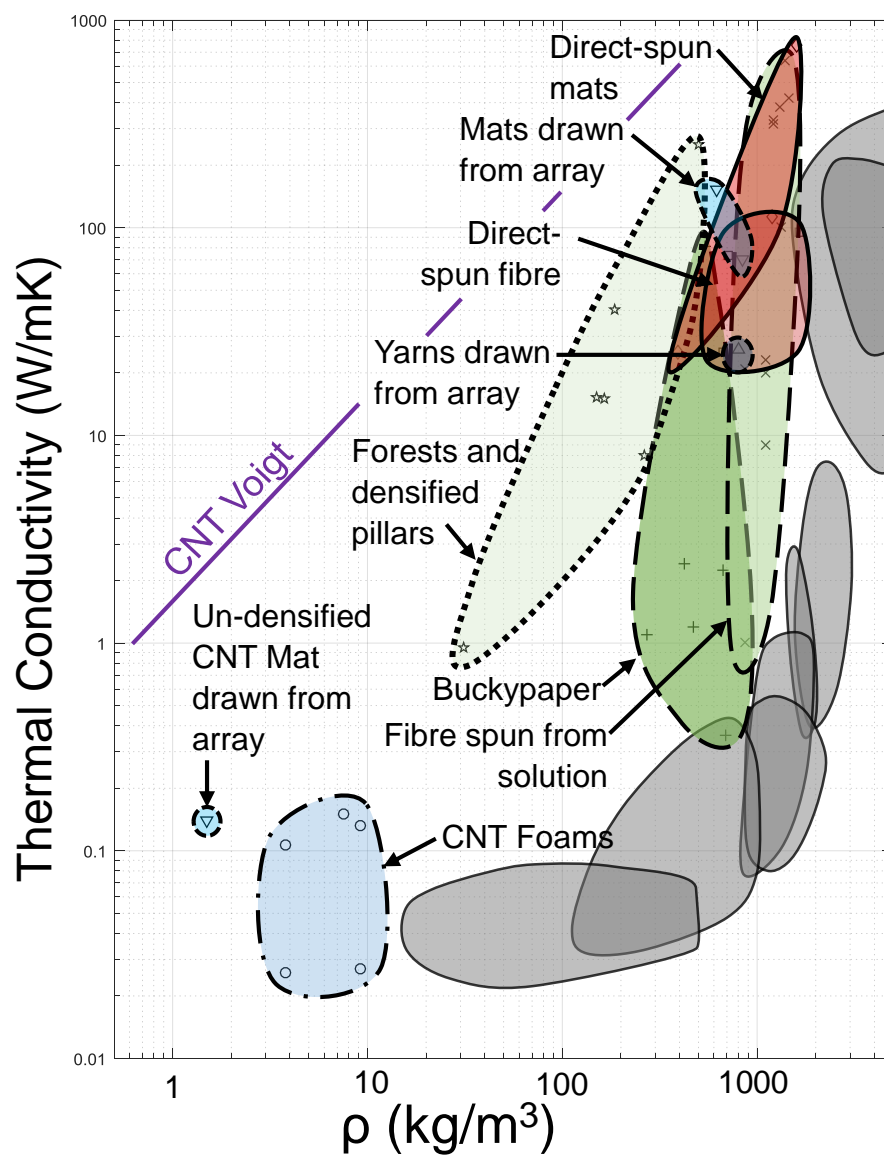 1000
100
10
1
0.1
0.01
Thermal Conductivity (W/mK)
Direct-spun
mats
Mats drawn
from array
Direct-
spun fibre
Yarns drawn
from array
Forests and
densified
pillars
CNT Voigt
Un-densified
CNT Mat
drawn from
array
Buckypaper
Fibre spun from
solution
CNT Foams
1
10
100
1000
ρ (kg/m³)